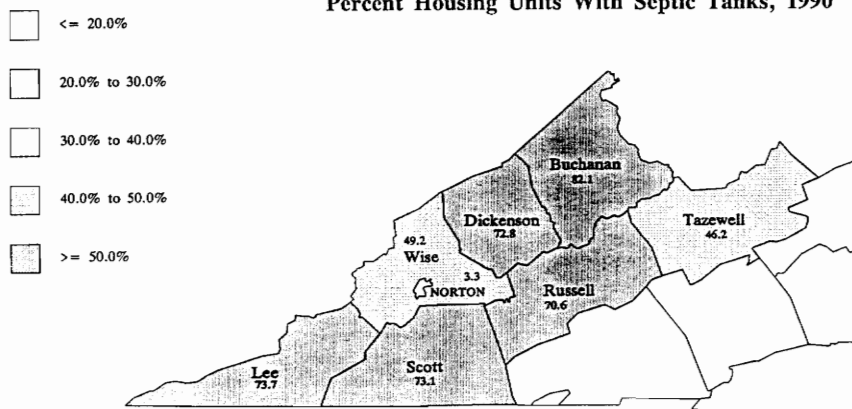 Percent Housing Units With Septic Tanks, 1990
<= 20.0%
20.0% to 30.0%
30.0% to 40.0%
40.0% to 50.0%
>= 50.0%
Buchanan
82.1
Dickenson
72.8
Tazewell
46.2
49.2
Wise
3.3
NORTON
Russell
70.6
Lee
73.7
Scott
73.1